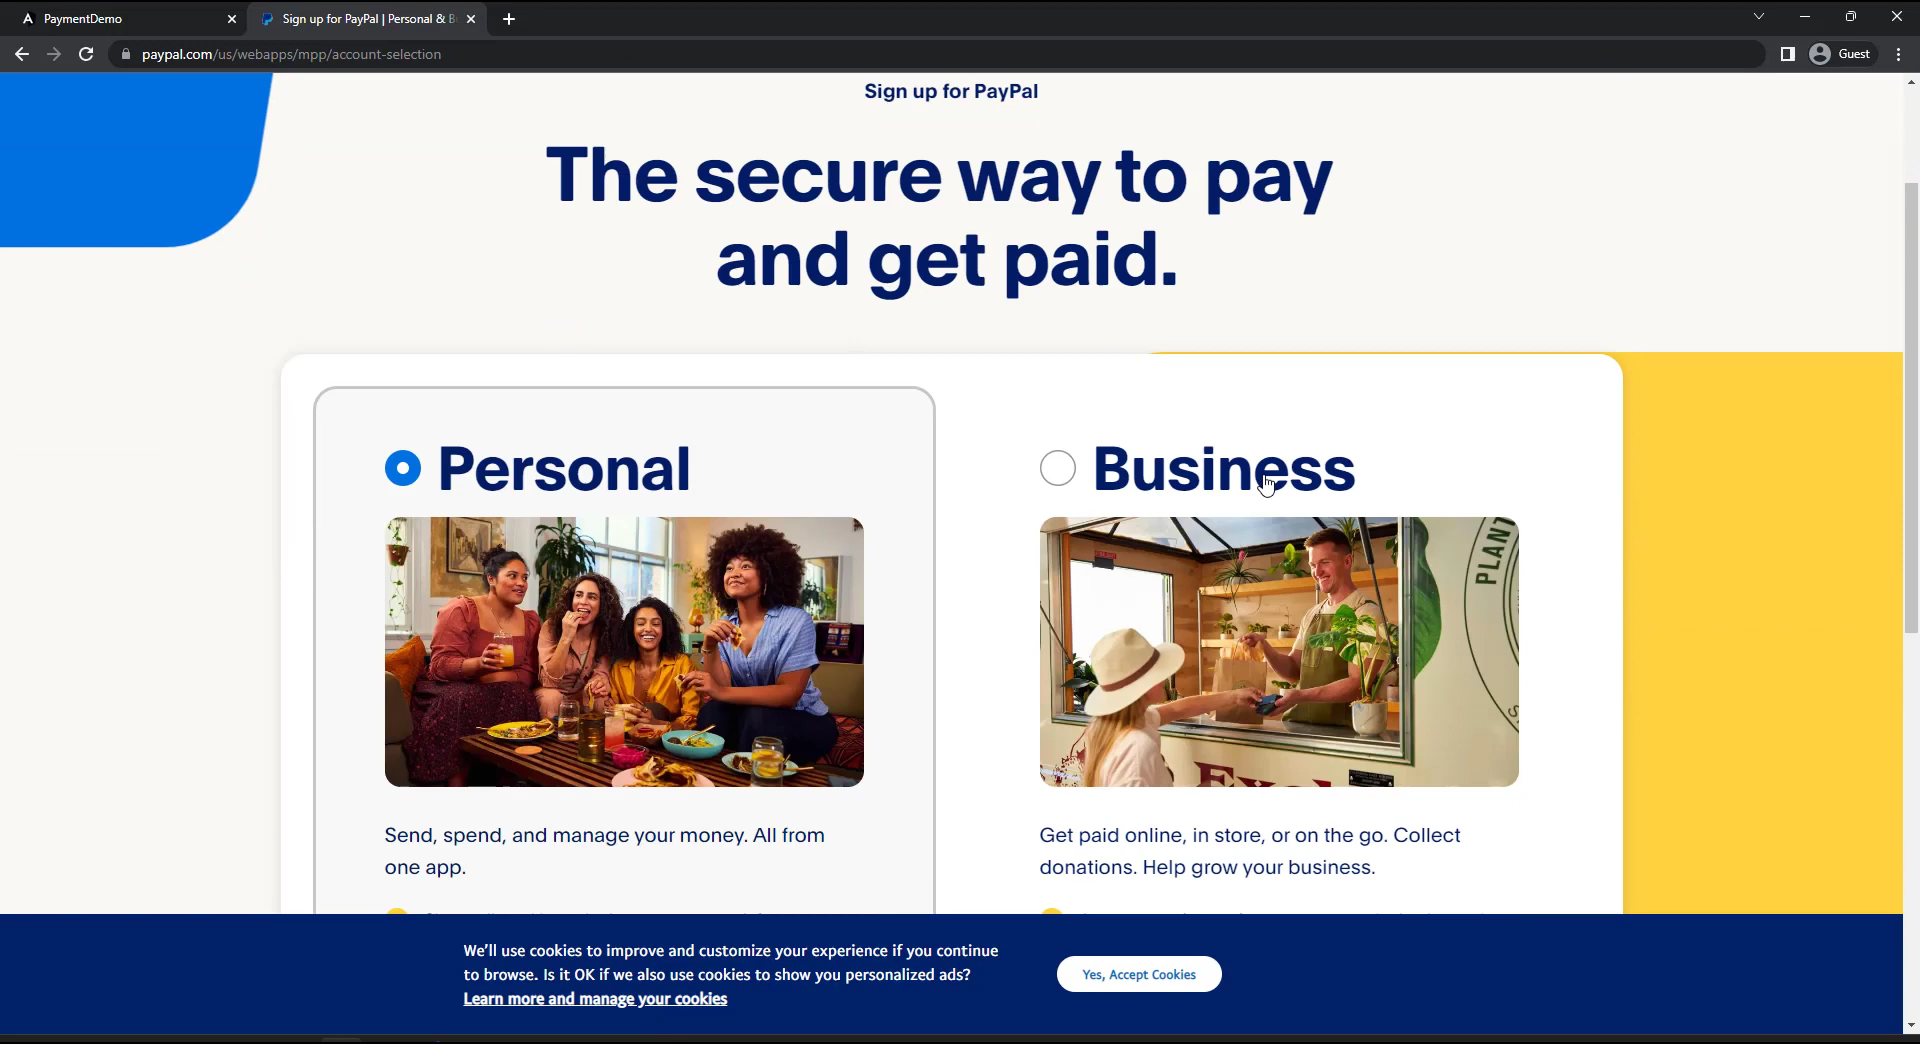 PaymentDemo
Sign up for PayPal | Personal & B
paypal.com/us/webapps/mpp/account-selection
Guest
Sign up for PayPal
The secure way to pay
and get paid.
Personal
Business
PLANT
Send, spend, and manage your money. All from
one app.
Get paid online, in store, or on the go. Collect
donations. Help grow your business.
We'll use cookies to improve and customize your experience if you continue
to browse. Is it OK if we also use cookies to show you personalized ads?
Learn more and manage your cookies
Yes, Accept Cookies